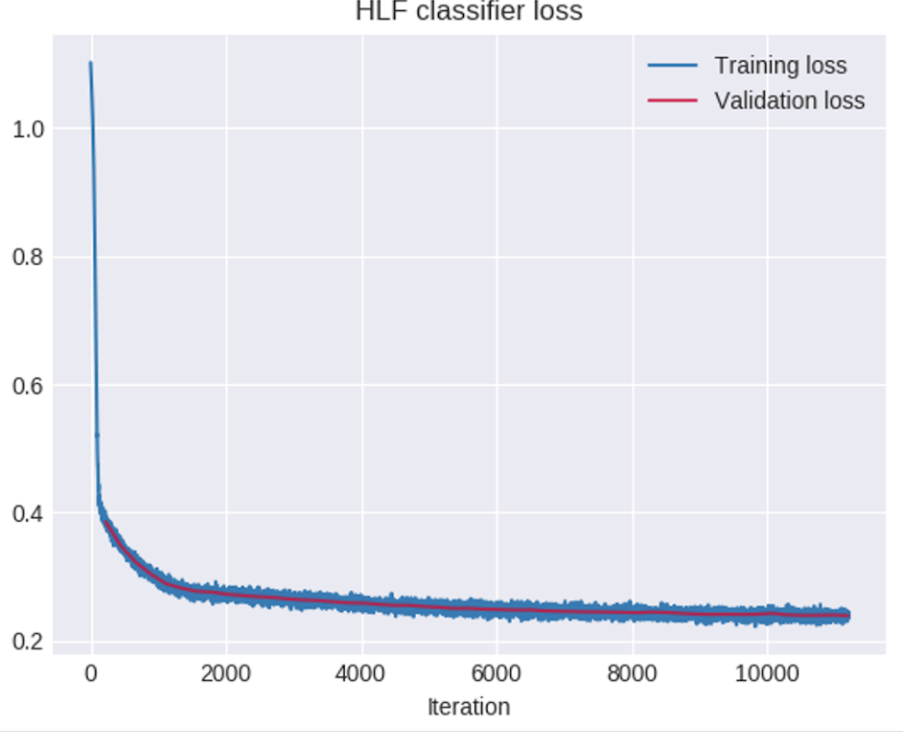 HLF classifier loss
Training loss
Validation loss
1.0
0.8
0.6
0.4
0.2
0 2000 4000 6000 8000 10000
Iteration